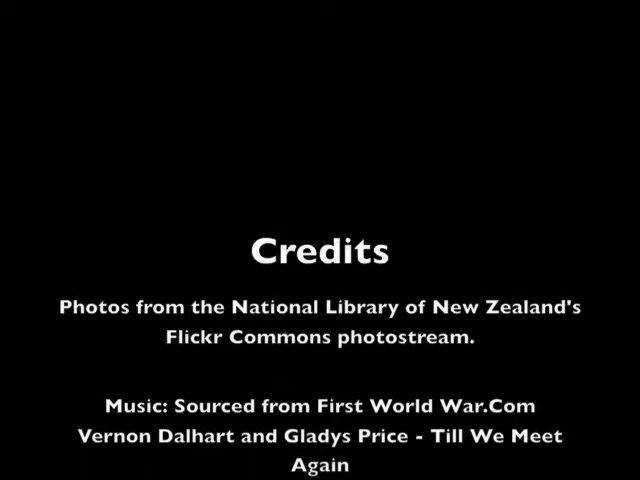 Credits
Photos from the National Library of New Zealand's
Flickr Commons photostream.
Music: Sourced from First World War.Com
Vernon Dalhart and Gladys Price - Till We Meet
Again